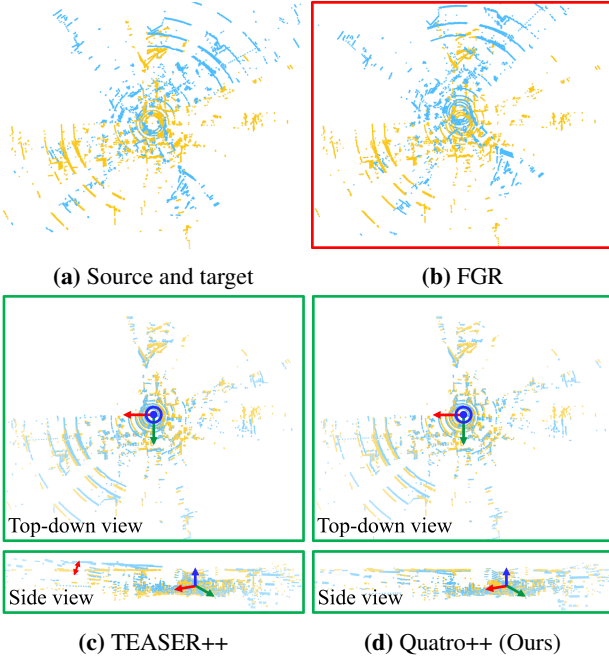 (a) Source and target
(b) FGR
Top-down view
Top-down view
Side view
Side view
(c) TEASER++
(d) Quatro++ (Ours)